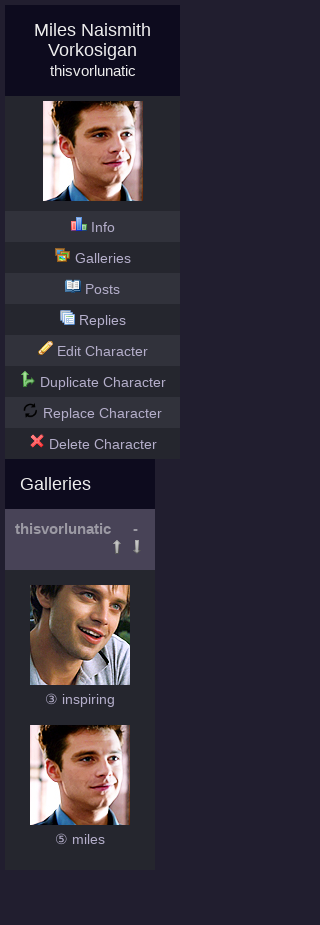 Miles Naismith
Vorkosigan
thisvorlunatic
Info
Galleries
Posts
Replies
Edit Character
Duplicate Character
Replace Character
Delete Character
Galleries
thisvorlunatic -
③ inspiring
⑤ miles